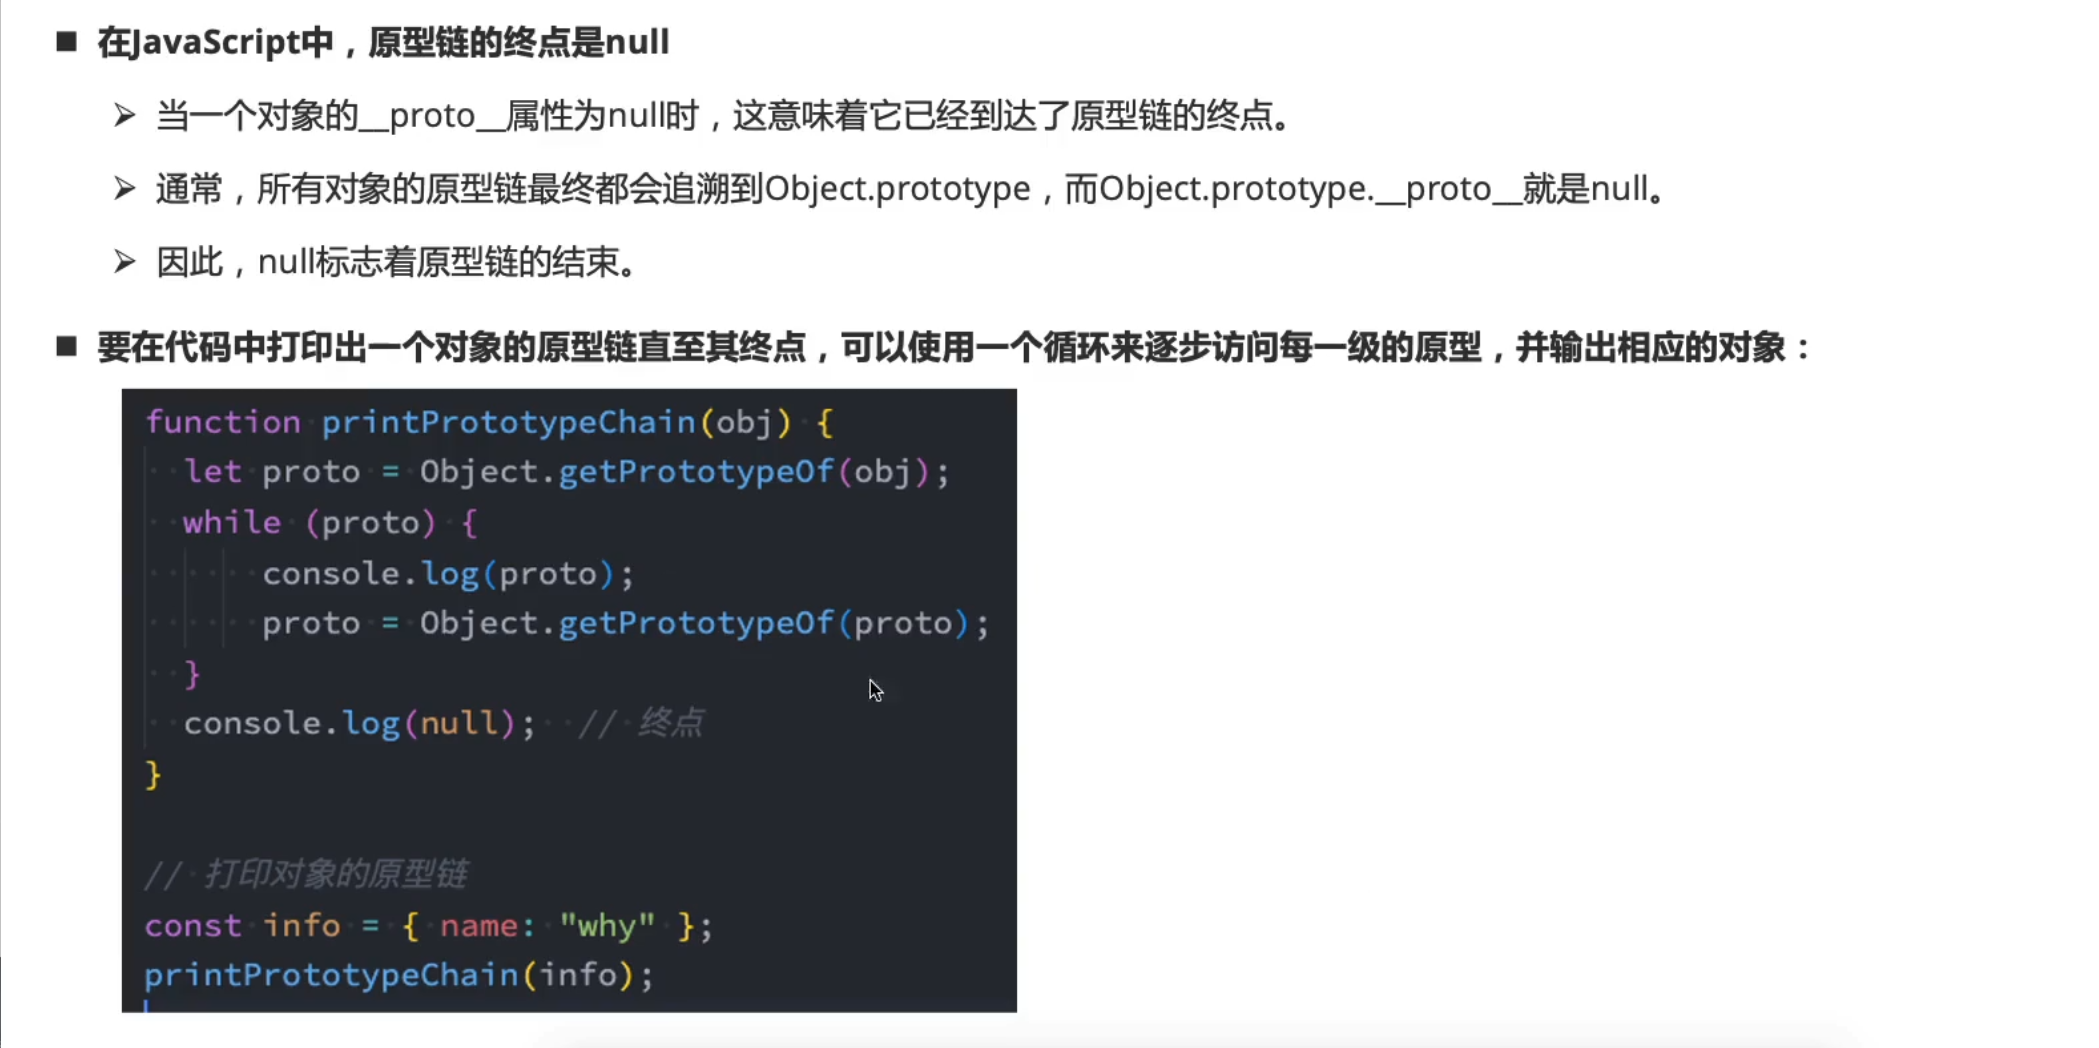 ■ 在JavaScript中，原型链的终点是null
➢ 当一个对象的__proto__属性为null时，这意味着它已经到达了原型链的终点。
➢ 通常，所有对象的原型链最终都会追溯到Object.prototype，而Object.prototype.__proto__就是null。
➢ 因此，null标志着原型链的结束。
■ 要在代码中打印出一个对象的原型链直至其终点，可以使用一个循环来逐步访问每一级的原型，并输出相应的对象：
function printPrototypeChain(obj) {
  let proto = Object.getPrototypeOf(obj);
  while (proto) {
      console.log(proto);
      proto = Object.getPrototypeOf(proto);
  }
  console.log(null);  // 终点
}
// 打印对象的原型链
const info = { name: "why" };
printPrototypeChain(info);